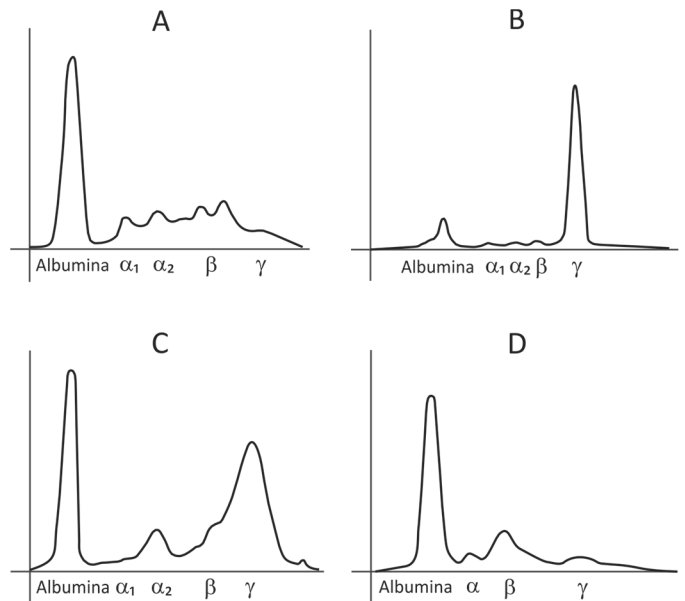 A
B
Albumina α₁ α₂ β γ
Albumina α₁ α₂ β γ
C
D
Albumina α₁ α₂ β γ
Albumina α β γ